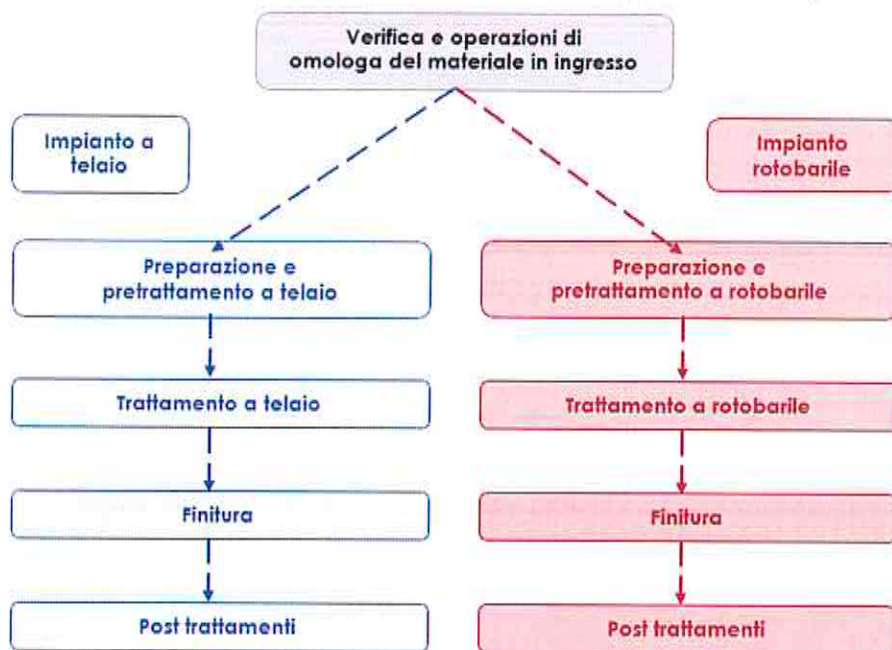 Verifica e operazioni di
omologa del materiale in ingresso
Impianto a
telaio
Impianto
rotobarile
Preparazione e
pretrattamento a telaio
Preparazione e
pretrattamento a rotobarile
Trattamento a telaio
Trattamento a rotobarile
Finitura
Finitura
Post trattamenti
Post trattamenti